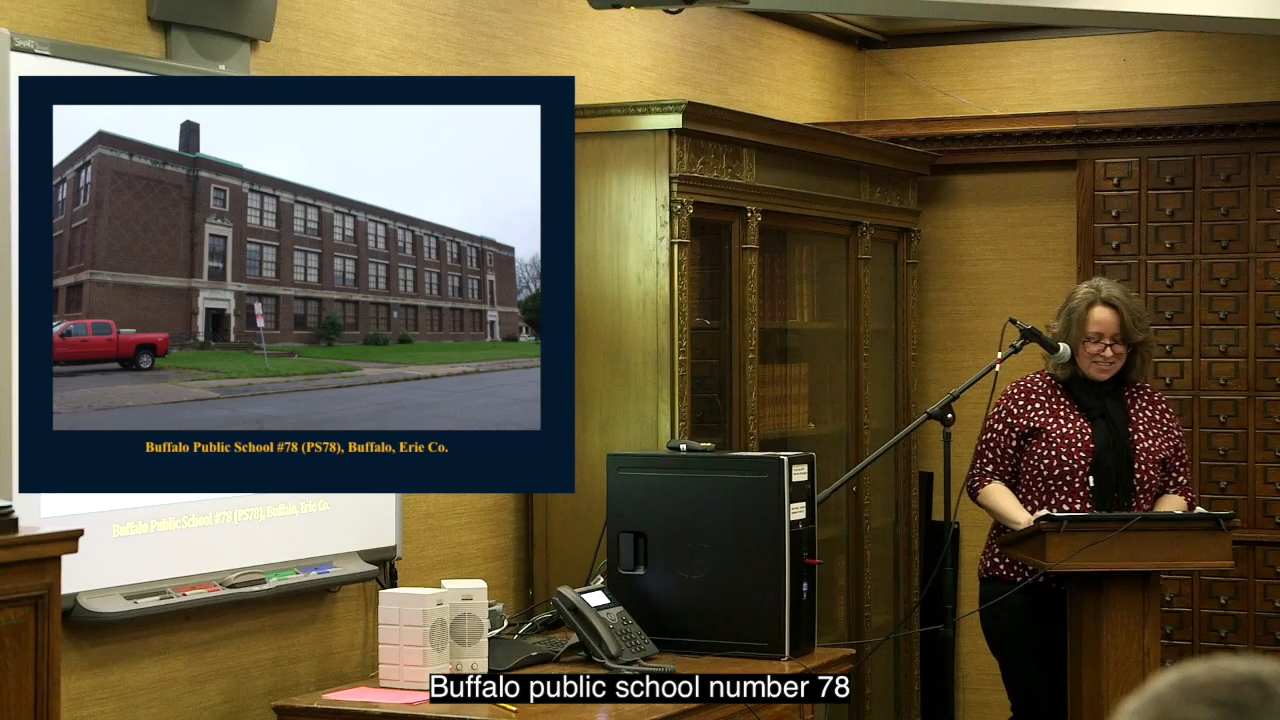 SMART
Buffalo Public School #78 (PS78), Buffalo, Erie Co.
Buffalo Public School #78 (PS78), Buffalo, Erie Co.
Buffalo public school number 78